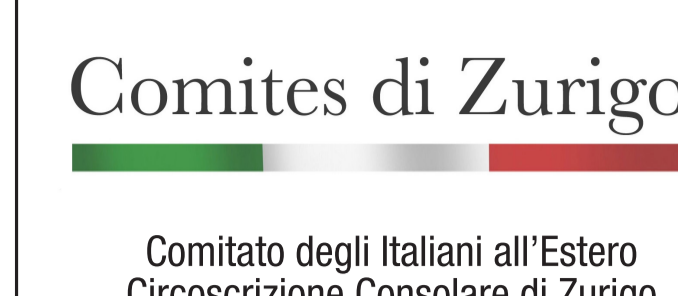 Comites di Zurigo
Comitato degli Italiani all’Estero
Circoscrizione Consolare di Zurigo